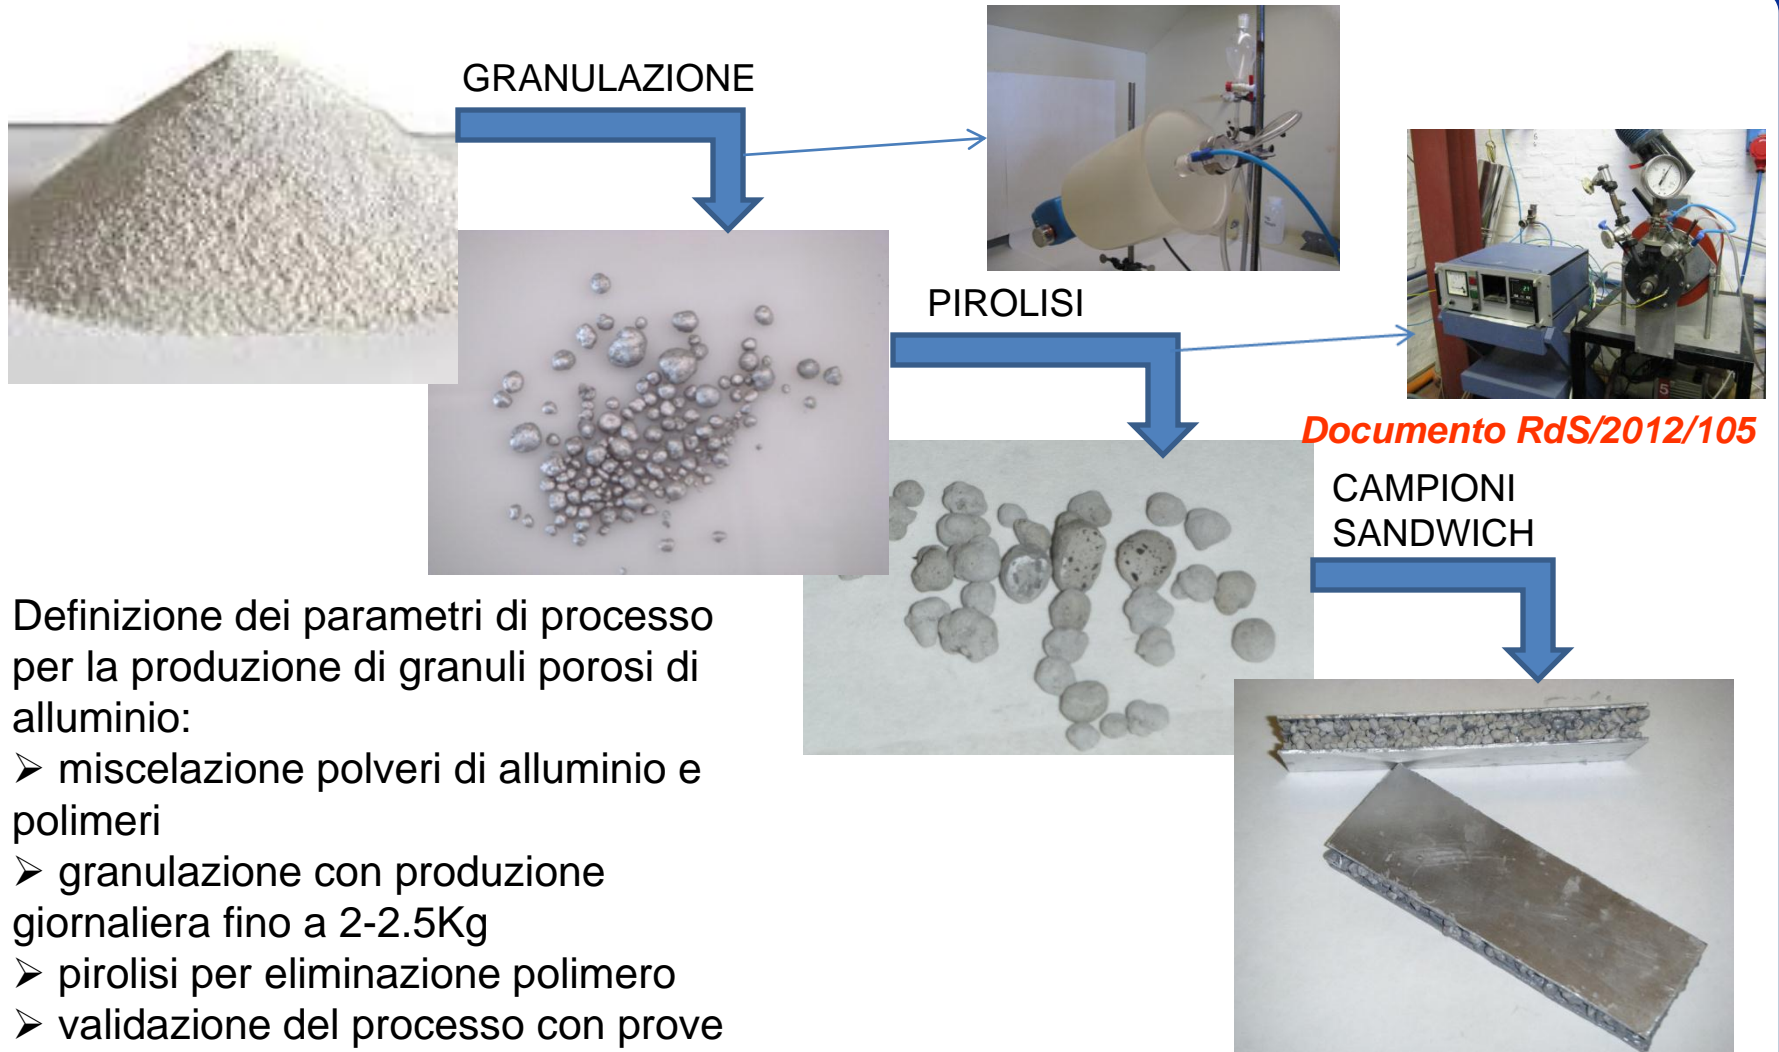 GRANULAZIONE
PIROLISI
Documento RdS/2012/105
CAMPIONI
SANDWICH
Definizione dei parametri di processo
per la produzione di granuli porosi di
alluminio:
➢ miscelazione polveri di alluminio e
polimeri
➢ granulazione con produzione
giornaliera fino a 2-2.5Kg
➢ pirolisi per eliminazione polimero
➢ validazione del processo con prove
5